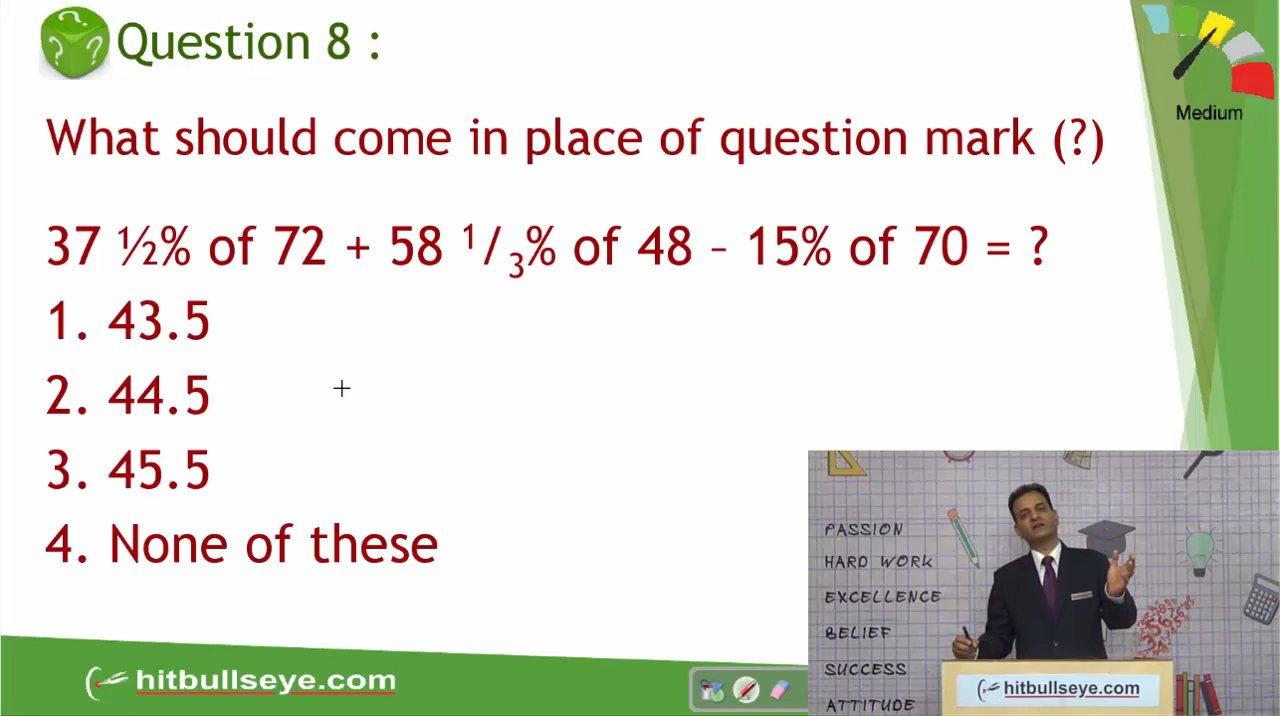 Question 8 :
Medium
What should come in place of question mark (?)
37 ½% of 72 + 58 ¹/₃% of 48 – 15% of 70 = ?
1. 43.5
2. 44.5
3. 45.5
4. None of these
PASSION
HARD WORK
EXCELLENCE
BELIEF
SUCCESS
ATTITUDE
hitbullseye.com
hitbullseye.com